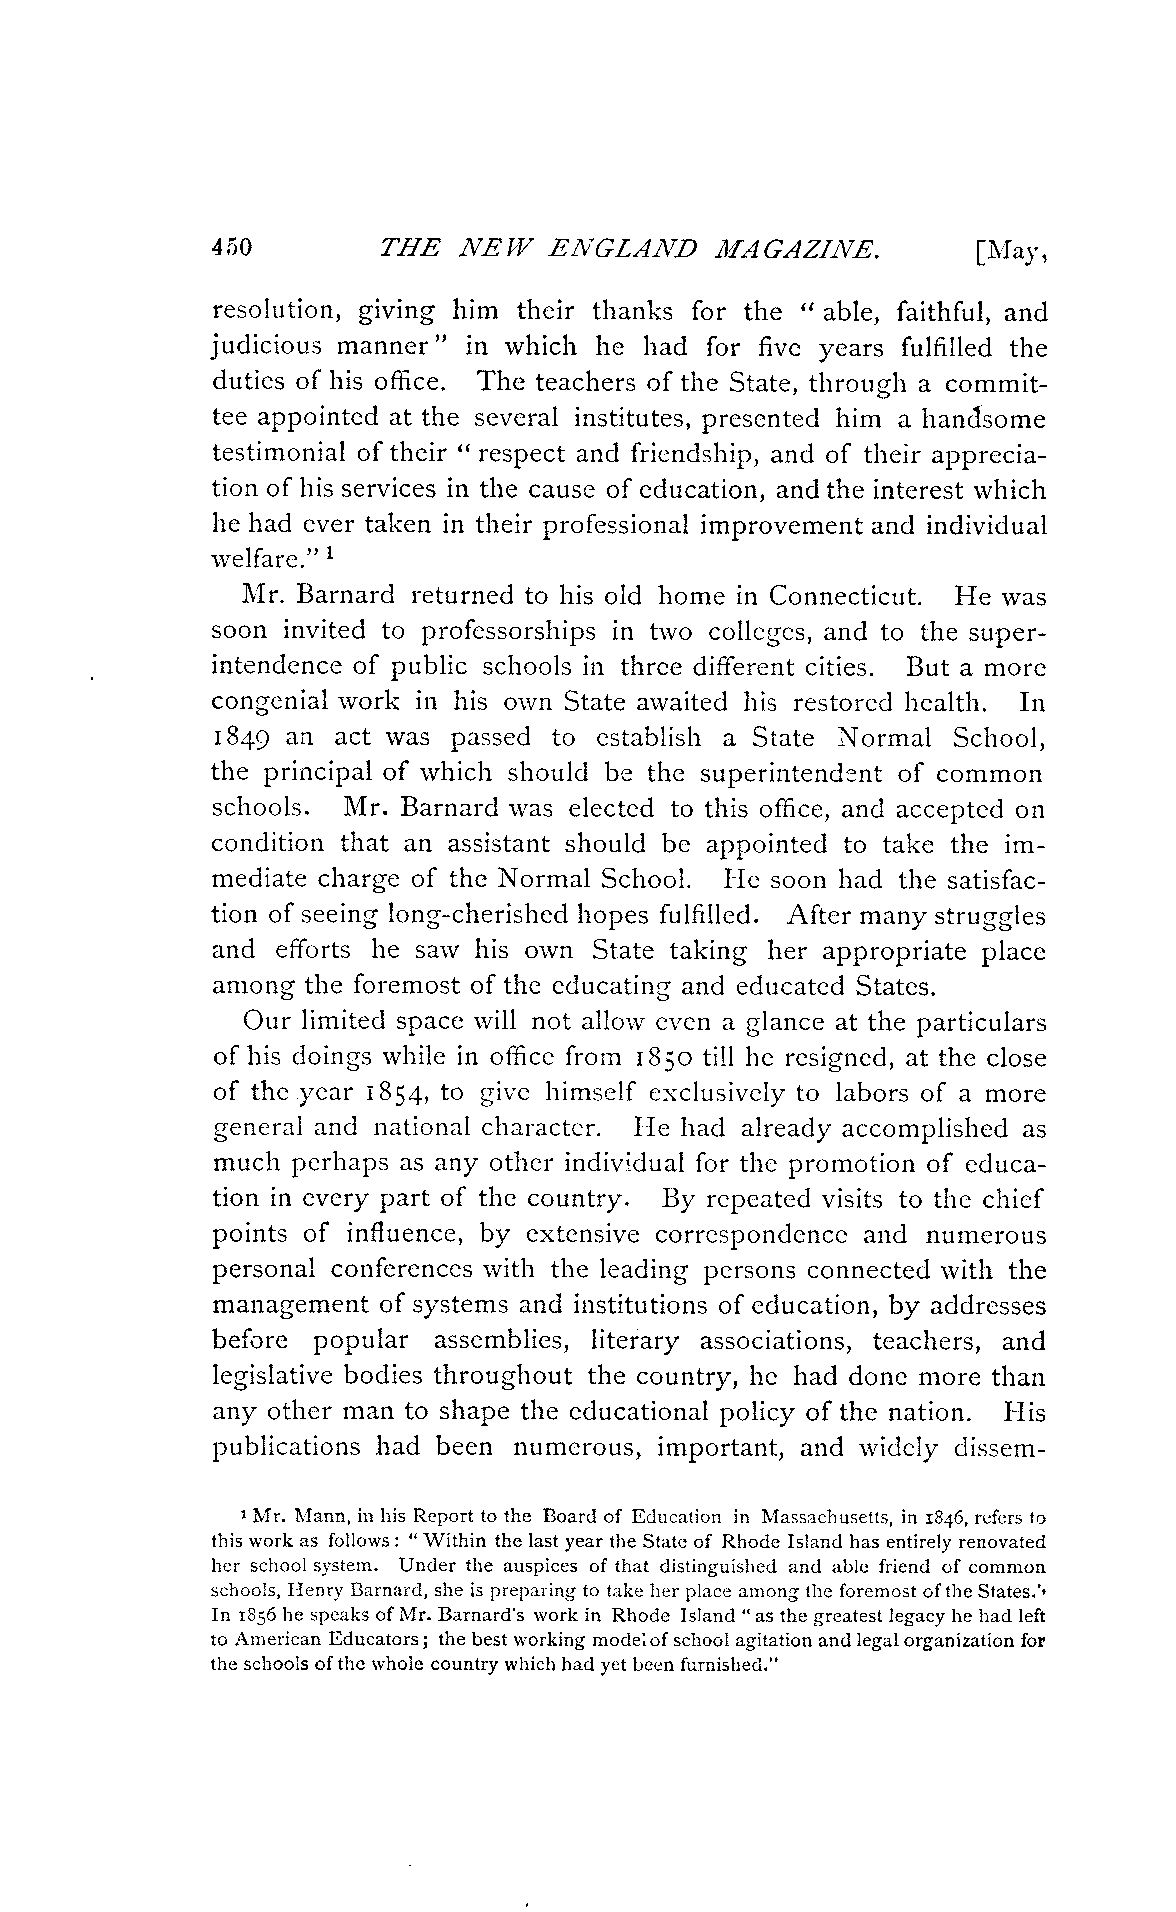 450 THE NEW ENGLAND MAGAZINE. [May,
resolution, giving him their thanks for the “ able, faithful, and
judicious manner ” in which he had for five years fulfilled the
duties of his office. The teachers of the State, through a commit-
tee appointed at the several institutes, presented him a handsome
testimonial of their “ respect and friendship, and of their apprecia-
tion of his services in the cause of education, and the interest which
he had ever taken in their professional improvement and individual
welfare.” 1
Mr. Barnard returned to his old home in Connecticut. He was
soon invited to professorships in two colleges, and to the super-
intendence of public schools in three different cities. But a more
congenial work in his own State awaited his restored health. In
1849 an act was passed to establish a State Normal School,
the principal of which should be the superintendent of common
schools. Mr. Barnard was elected to this office, and accepted on
condition that an assistant should be appointed to take the im-
mediate charge of the Normal School. He soon had the satisfac-
tion of seeing long-cherished hopes fulfilled. After many struggles
and efforts he saw his own State taking her appropriate place
among the foremost of the educating and educated States.
Our limited space will not allow even a glance at the particulars
of his doings while in office from 1850 till he resigned, at the close
of the year 1854, to give himself exclusively to labors of a more
general and national character. He had already accomplished as
much perhaps as any other individual for the promotion of educa-
tion in every part of the country. By repeated visits to the chief
points of influence, by extensive correspondence and numerous
personal conferences with the leading persons connected with the
management of systems and institutions of education, by addresses
before popular assemblies, literary associations, teachers, and
legislative bodies throughout the country, he had done more than
any other man to shape the educational policy of the nation. His
publications had been numerous, important, and widely dissem-
1 Mr. Mann, in his Report to the Board of Education in Massachusetts, in 1846, refers to
this work as follows : “ Within the last year the State of Rhode Island has entirely renovated
her school system. Under the auspices of that distinguished and able friend of common
schools, Henry Barnard, she is preparing to take her place among the foremost of the States.”
In 1856 he speaks of Mr. Barnard's work in Rhode Island “ as the greatest legacy he had left
to American Educators ; the best working model of school agitation and legal organization for
the schools of the whole country which had yet been furnished.”